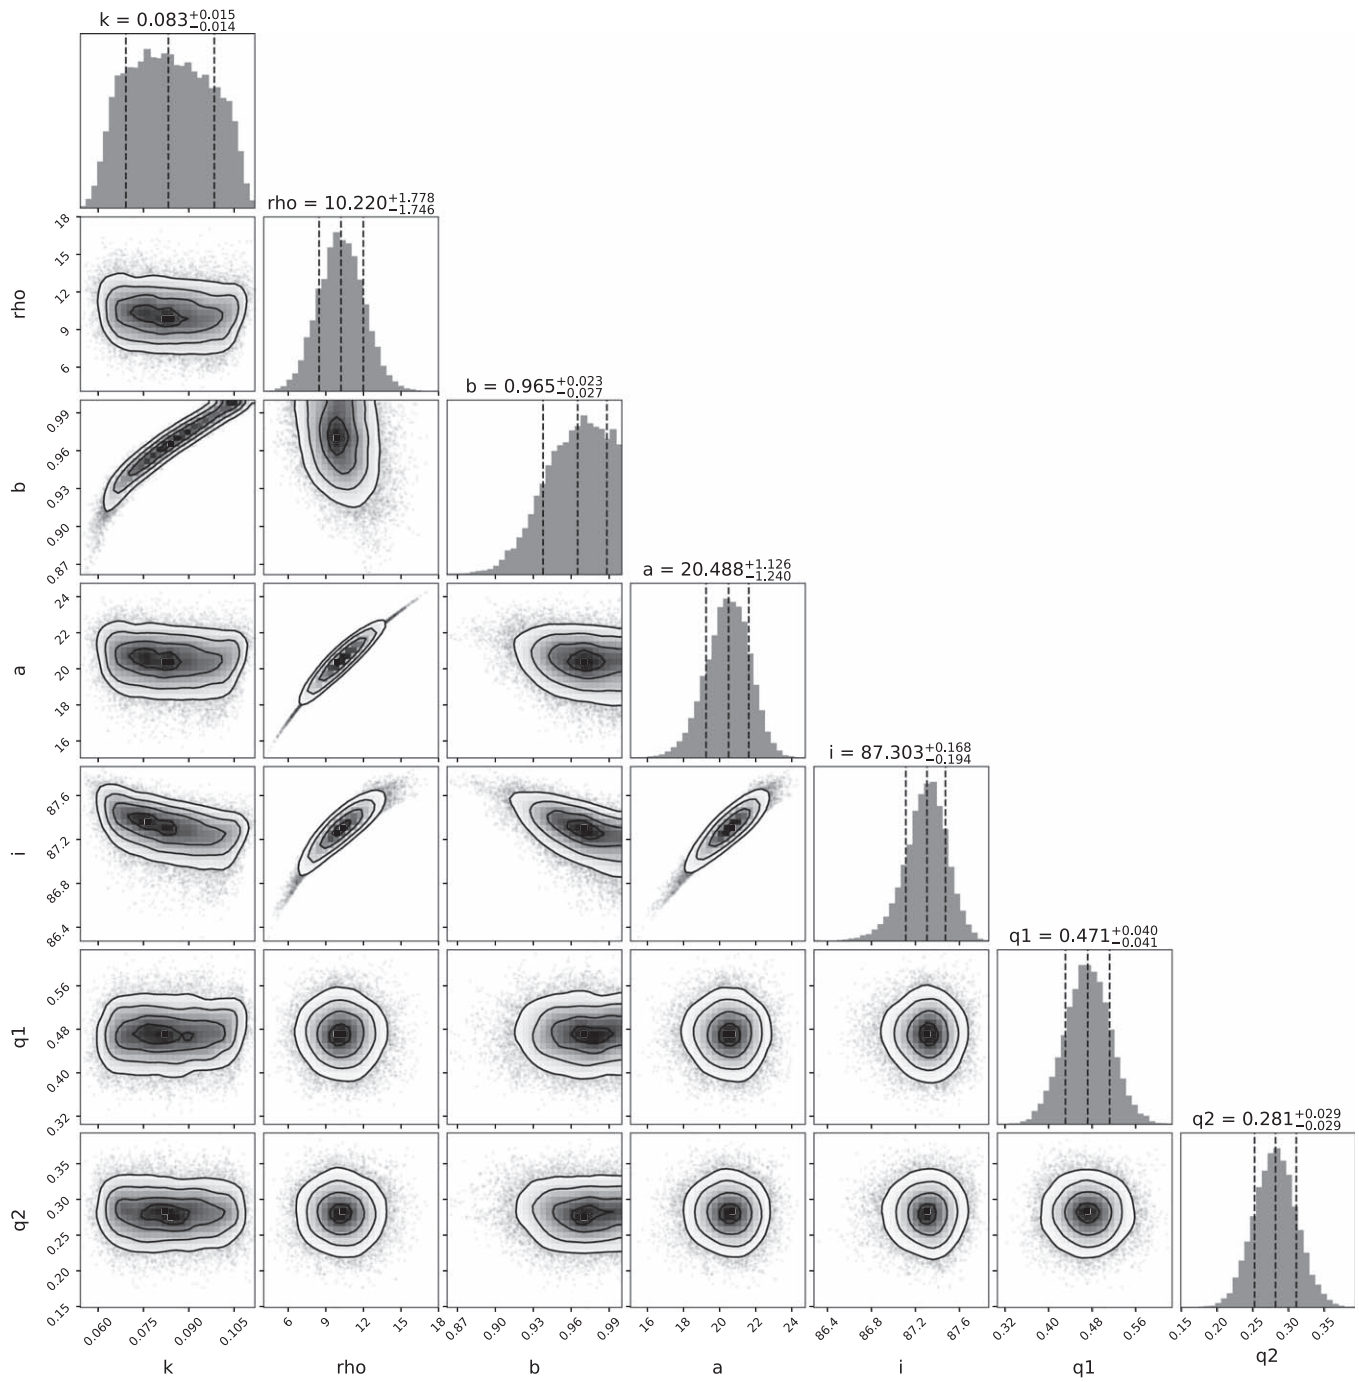 k = 0.083+0.015−0.014
rho = 10.220+1.778−1.746
18
15
12
9
6
rho
b = 0.965+0.023−0.027
0.99
0.96
0.93
0.90
0.87
b
a = 20.488+1.126−1.240
24
22
20
18
16
a
i = 87.303+0.168−0.194
87.6
87.2
86.8
86.4
i
q1 = 0.471+0.040−0.041
0.56
0.48
0.40
0.32
q1
q2 = 0.281+0.029−0.029
0.35
0.30
0.25
0.20
0.15
q2
0.060 0.075 0.090 0.105 6 9 12 15 18 0.87 0.90 0.93 0.96 0.99 16 18 20 22 24 86.4 86.8 87.2 87.6 0.32 0.40 0.48 0.56 0.15 0.20 0.25 0.30 0.35
k rho b a i q1 q2